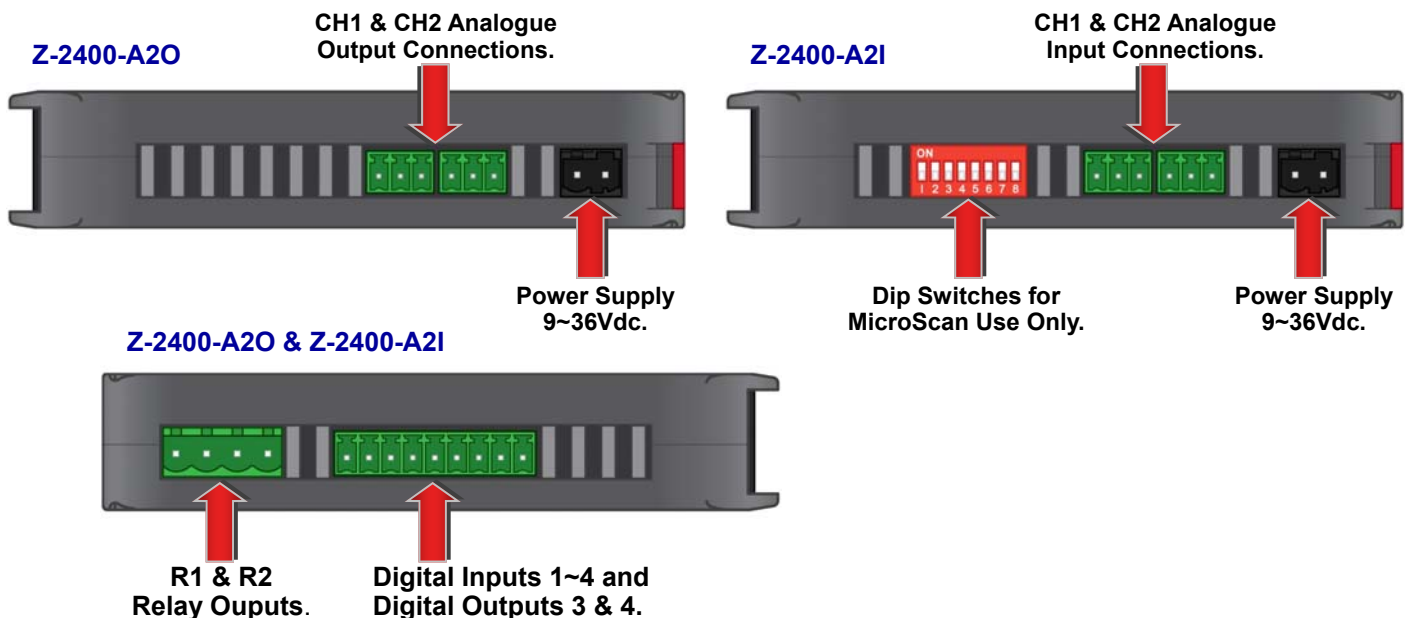 CH1 & CH2 Analogue
Output Connections.
Z-2400-A2O
CH1 & CH2 Analogue
Input Connections.
Z-2400-A2I
ON
1 2 3 4 5 6 7 8
Power Supply
9~36Vdc.
Dip Switches for
MicroScan Use Only.
Power Supply
9~36Vdc.
Z-2400-A2O & Z-2400-A2I
R1 & R2
Relay Ouputs.
Digital Inputs 1~4 and
Digital Outputs 3 & 4.